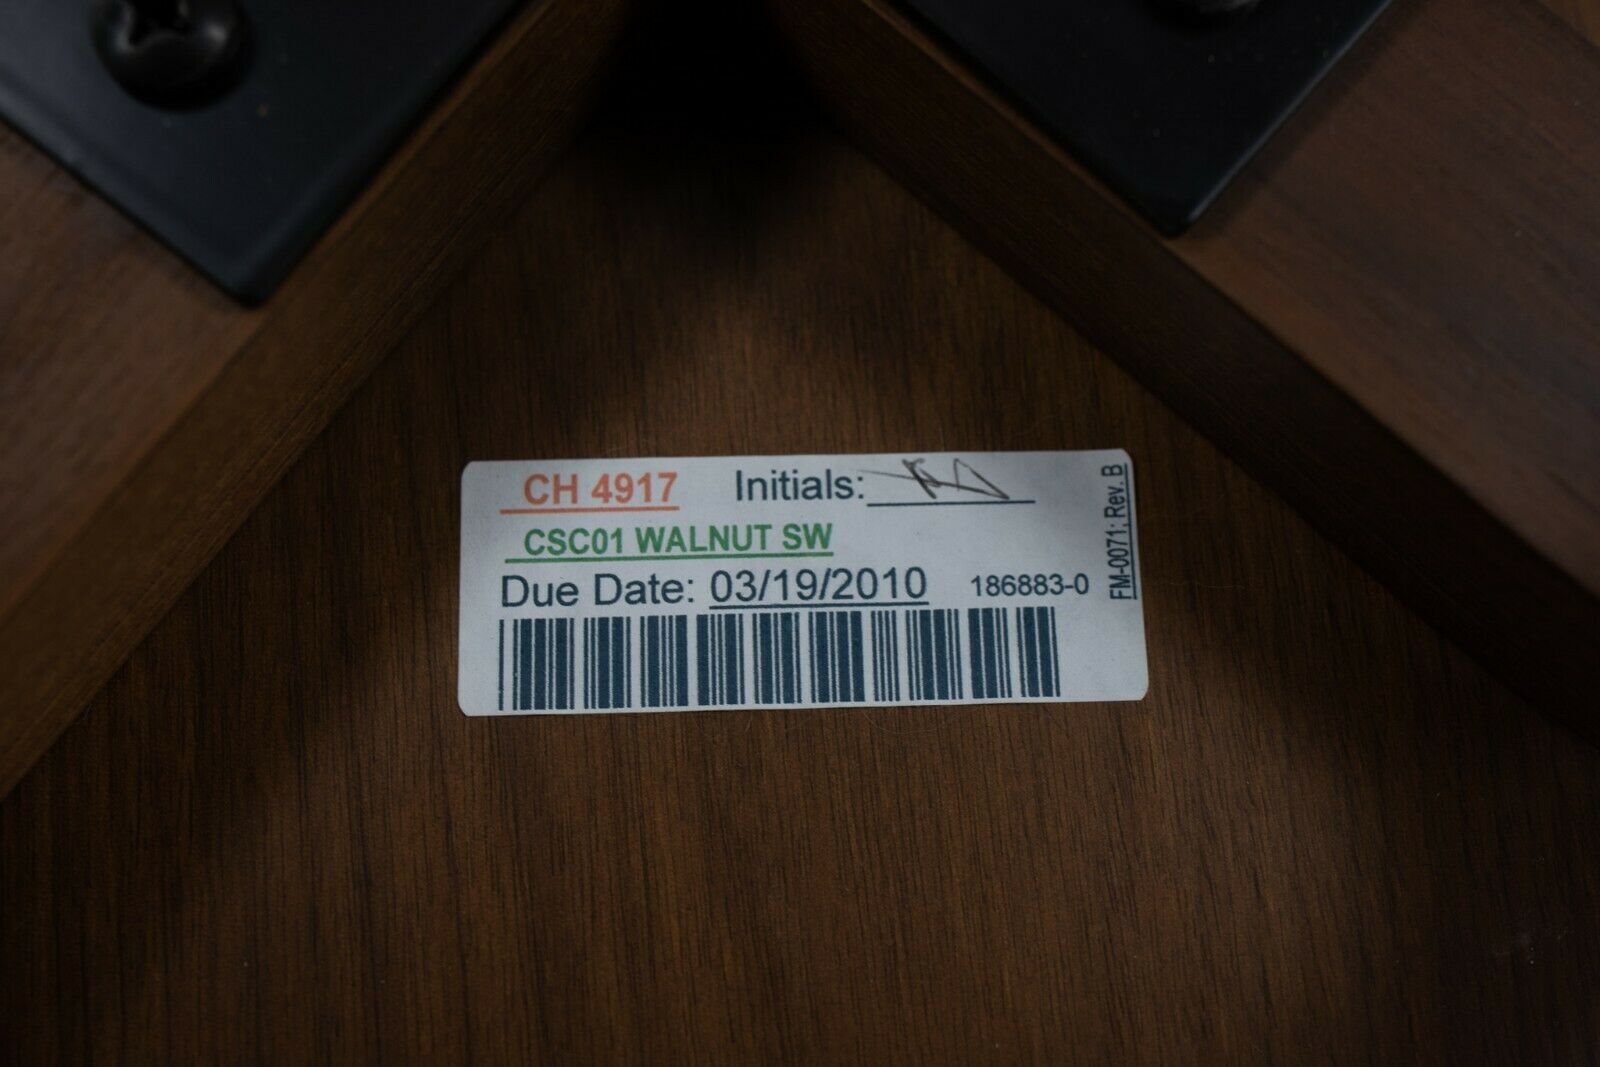 CH 4917 Initials:
CSC01 WALNUT SW
Due Date: 03/19/2010 186883-0
FM-0071; Rev. B